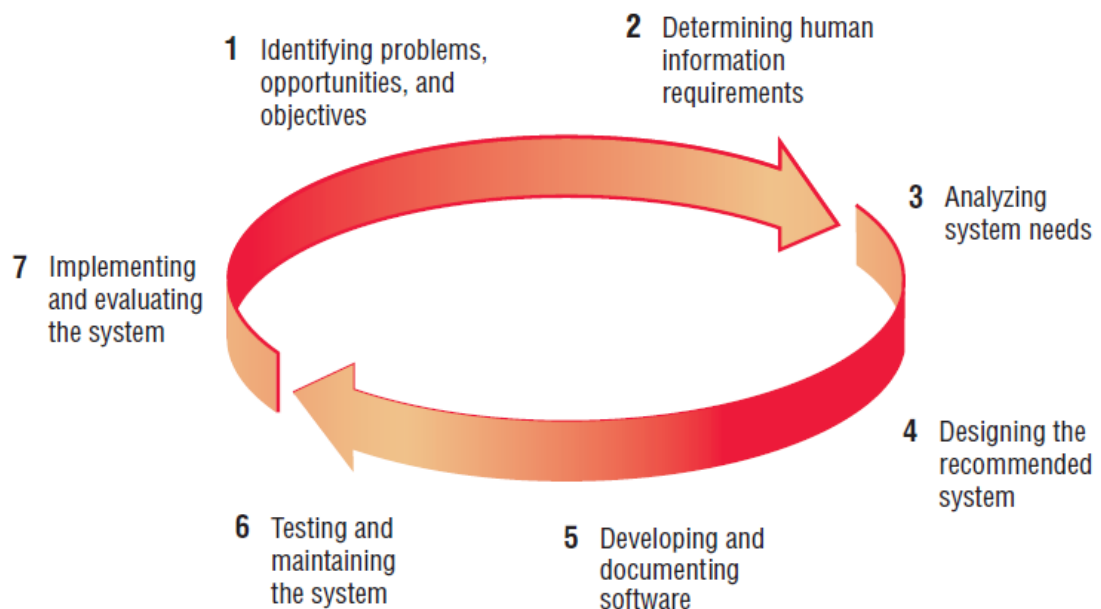 1 Identifying problems,
opportunities, and
objectives
2 Determining human
information
requirements
3 Analyzing
system needs
4 Designing the
recommended
system
5 Developing and
documenting
software
6 Testing and
maintaining
the system
7 Implementing
and evaluating
the system